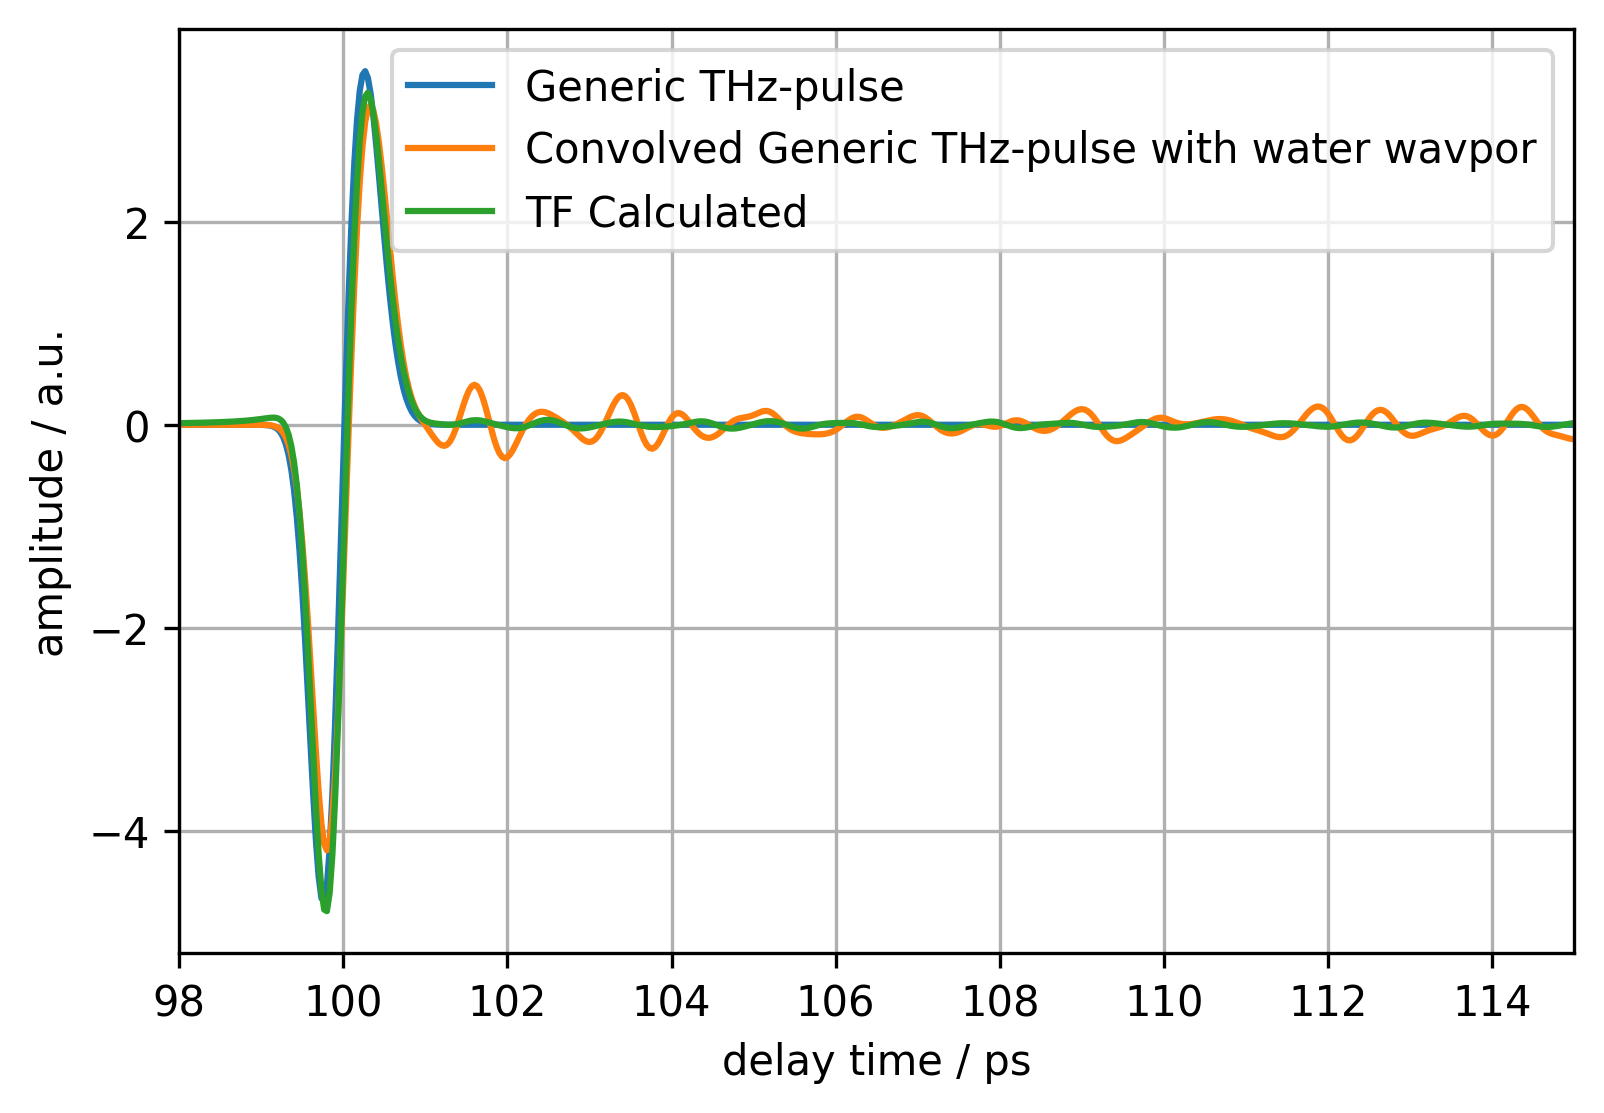 Generic THz-pulse
Convolved Generic THz-pulse with water wavpor
TF Calculated
amplitude / a.u.
2
0
−2
−4
98 100 102 104 106 108 110 112 114
delay time / ps